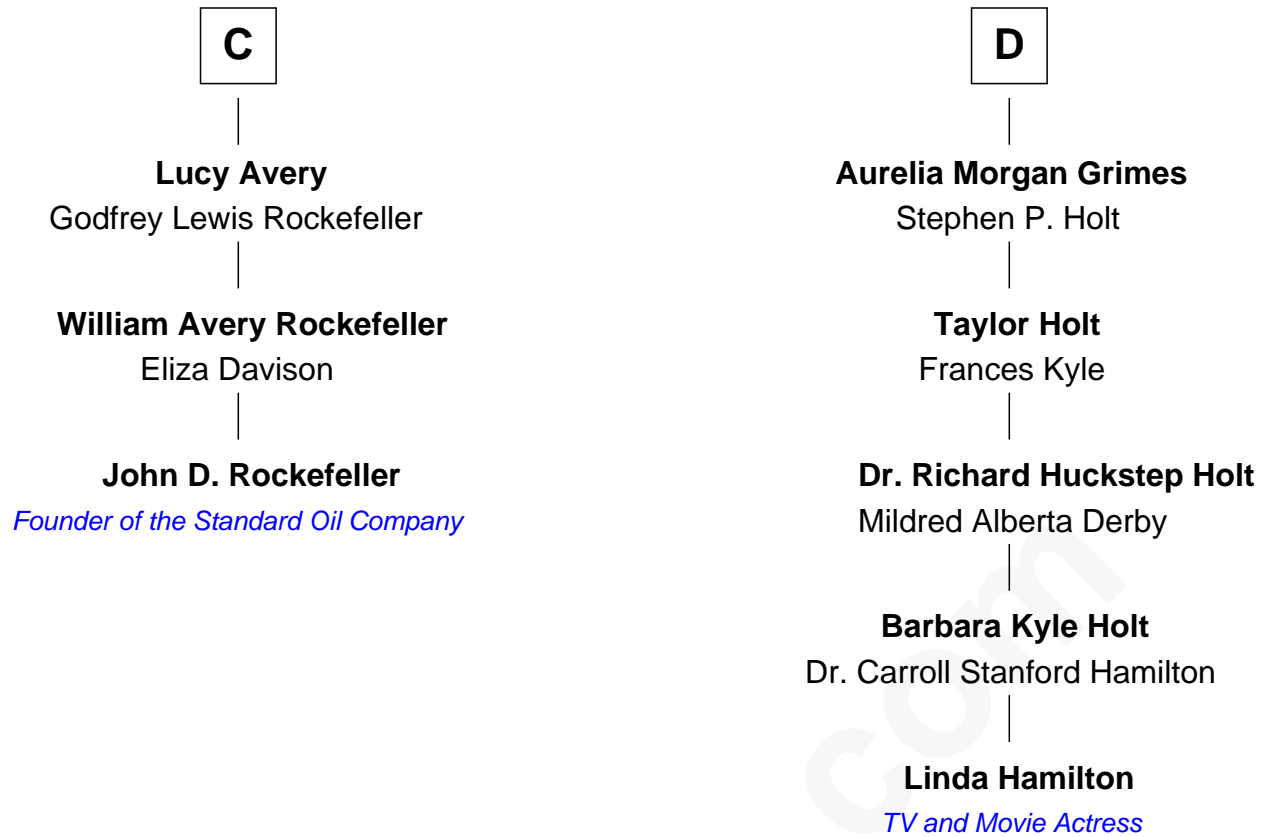 C
Lucy Avery
Godfrey Lewis Rockefeller
William Avery Rockefeller
Eliza Davison
John D. Rockefeller
Founder of the Standard Oil Company
D
Aurelia Morgan Grimes
Stephen P. Holt
Taylor Holt
Frances Kyle
Dr. Richard Huckstep Holt
Mildred Alberta Derby
Barbara Kyle Holt
Dr. Carroll Stanford Hamilton
Linda Hamilton
TV and Movie Actress
com